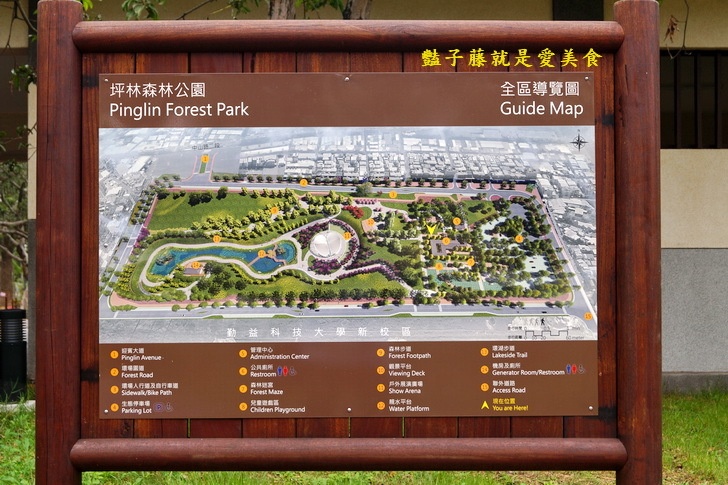 豔子藤就是愛美食
坪林森林公園
Pinglin Forest Park
全區導覽圖
Guide Map
勤益科技大學新校區
迎賓大道
Pinglin Avenue
環場園道
Forest Road
環場人行道及自行車道
Sidewalk/Bike Path
生態停車場
Parking Lot
管理中心
Administration Center
公共廁所
Restroom
森林迷宮
Forest Maze
兒童遊戲區
Children Playground
森林步道
Forest Footpath
觀景平台
Viewing Deck
戶外展演廣場
Show Arena
親水平台
Water Platform
環湖步道
Lakeside Trail
機房及廁所
Generator Room/Restroom
聯外道路
Access Road
現在位置
You are Here!